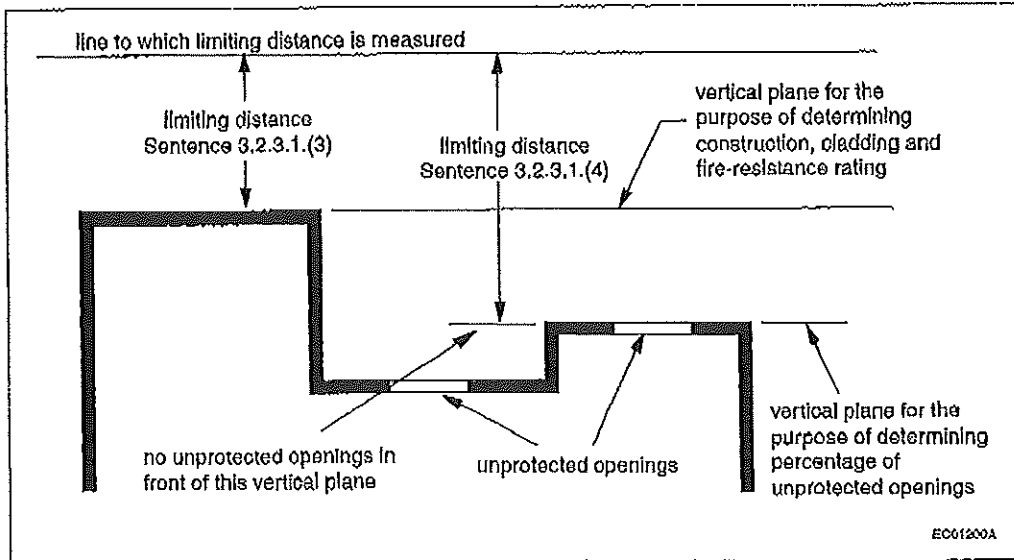 line to which limiting distance is measured
limiting distance
Sentence 3.2.3.1.(3)
limiting distance
Sentence 3.2.3.1.(4)
vertical plane for the
purpose of determining
construction, cladding and
fire-resistance rating
no unprotected openings in
front of this vertical plane
unprotected openings
vertical plane for the
purpose of determining
percentage of
unprotected openings
EC01200A